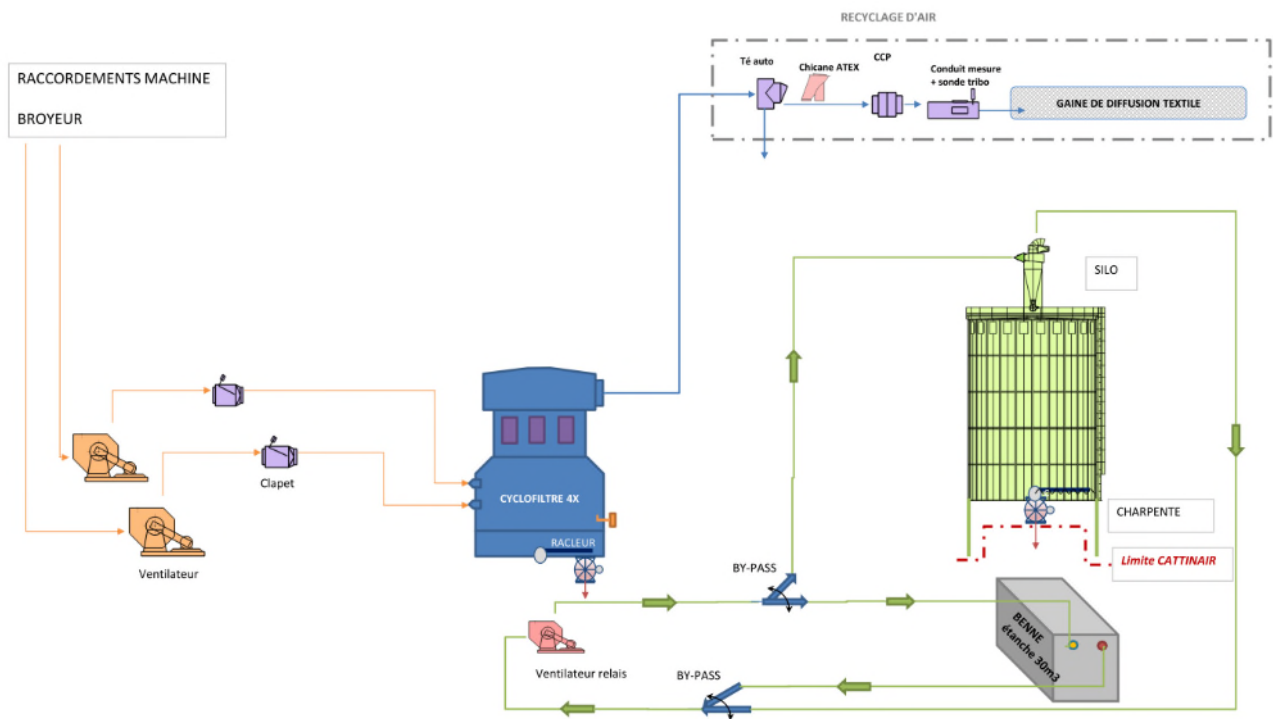 RECYCLAGE D'AIR
RACCORDEMENTS MACHINE
BROYEUR
Té auto
Chicane ATEX
CCP
Conduit mesure
+ sonde tribo
GAINE DE DIFFUSION TEXTILE
SILO
Clapet
Ventilateur
CYCLOFILTRE 4X
RACLEUR
CHARPENTE
Limite CATTINAIR
BY-PASS
BENNE
étanche 30m3
Ventilateur relais
BY-PASS